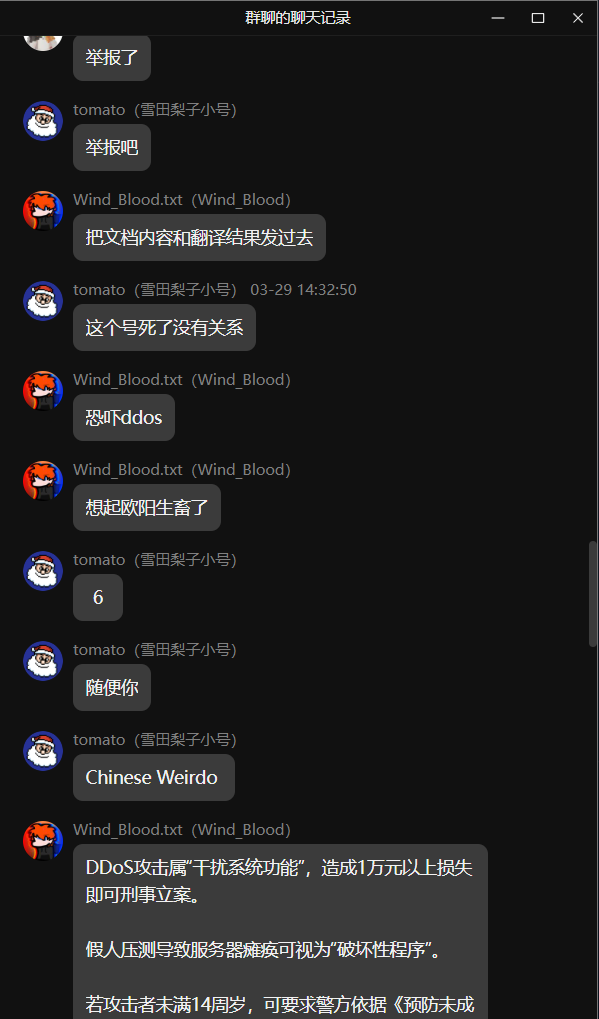 群聊的聊天记录
举报了
tomato（雪田梨子小号）
举报吧
Wind_Blood.txt（Wind_Blood）
把文档内容和翻译结果发过去
tomato（雪田梨子小号） 03-29 14:32:50
这个号死了没有关系
Wind_Blood.txt（Wind_Blood）
恐吓ddos
Wind_Blood.txt（Wind_Blood）
想起欧阳生畜了
tomato（雪田梨子小号）
6
tomato（雪田梨子小号）
随便你
tomato（雪田梨子小号）
Chinese Weirdo
Wind_Blood.txt（Wind_Blood）
DDoS攻击属“干扰系统功能”，造成1万元以上损失
即可刑事立案。
假人压测导致服务器瘫痪可视为“破坏性程序”。
若攻击者未满14周岁，可要求警方依据《预防未成